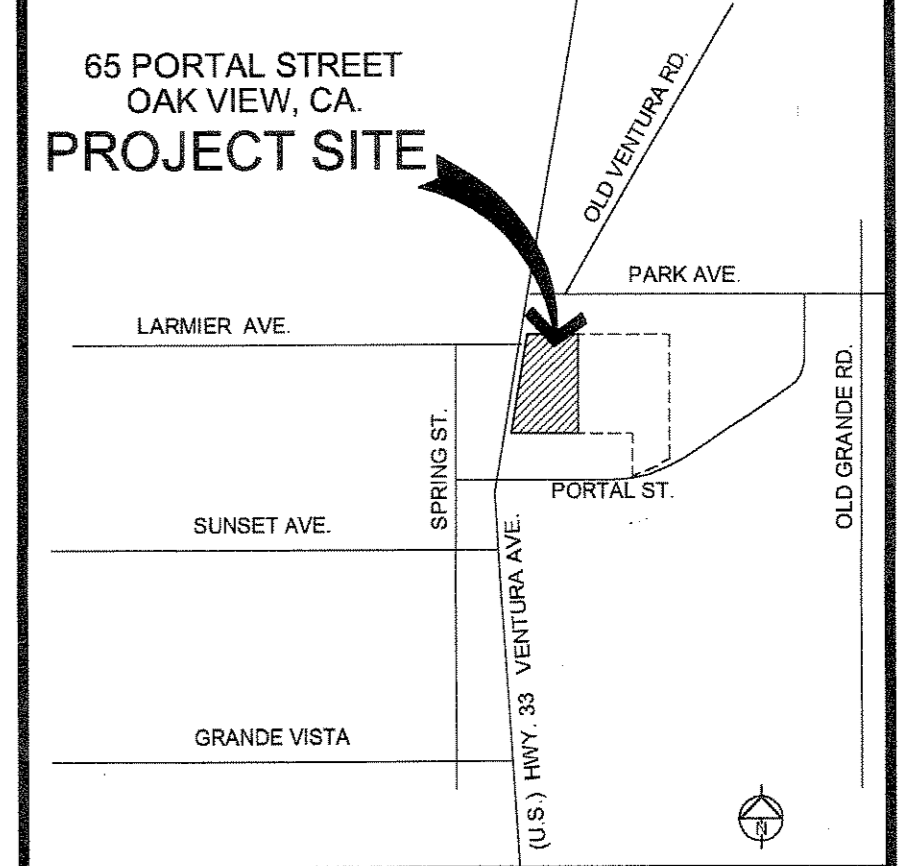 65 PORTAL STREET
OAK VIEW, CA.
PROJECT SITE
OLD VENTURA RD.
PARK AVE.
LARMIER AVE.
SPRING ST.
PORTAL ST.
OLD GRANDE RD.
SUNSET AVE.
(U.S.) HWY. 33 VENTURA AVE.
GRANDE VISTA
N